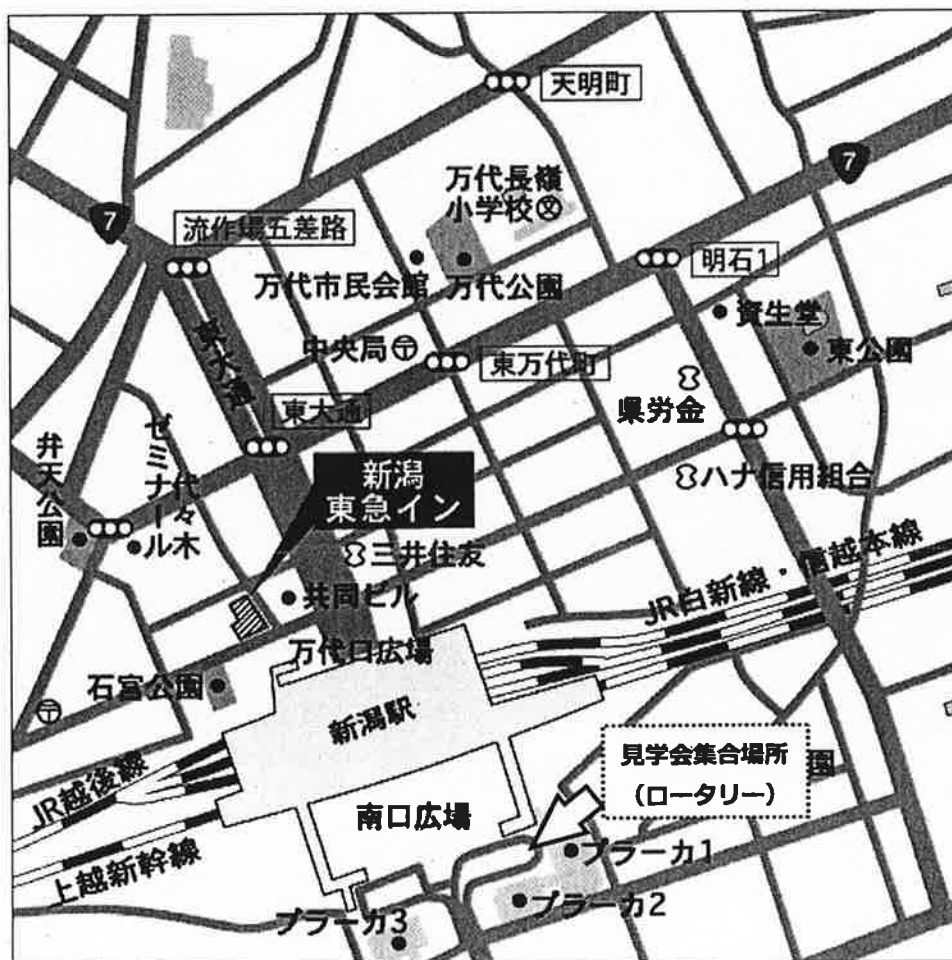 天明町
7
万代長嶺
小学校
7
流作場五差路
明石1
万代市民会館
万代公園
資生堂
東大通
中央局
東万代町
東公園
県労金
東大通
代々木
ゼミナール
弁天公園
新潟
東急イン
ハナ信用組合
三井住友
JR白新線・信越本線
共同ビル
万代口広場
石宮公園
新潟駅
見学会集合場所
(ロータリー)
園
JR越後線
南口広場
上越新幹線
プラーカ1
プラーカ2
プラーカ3